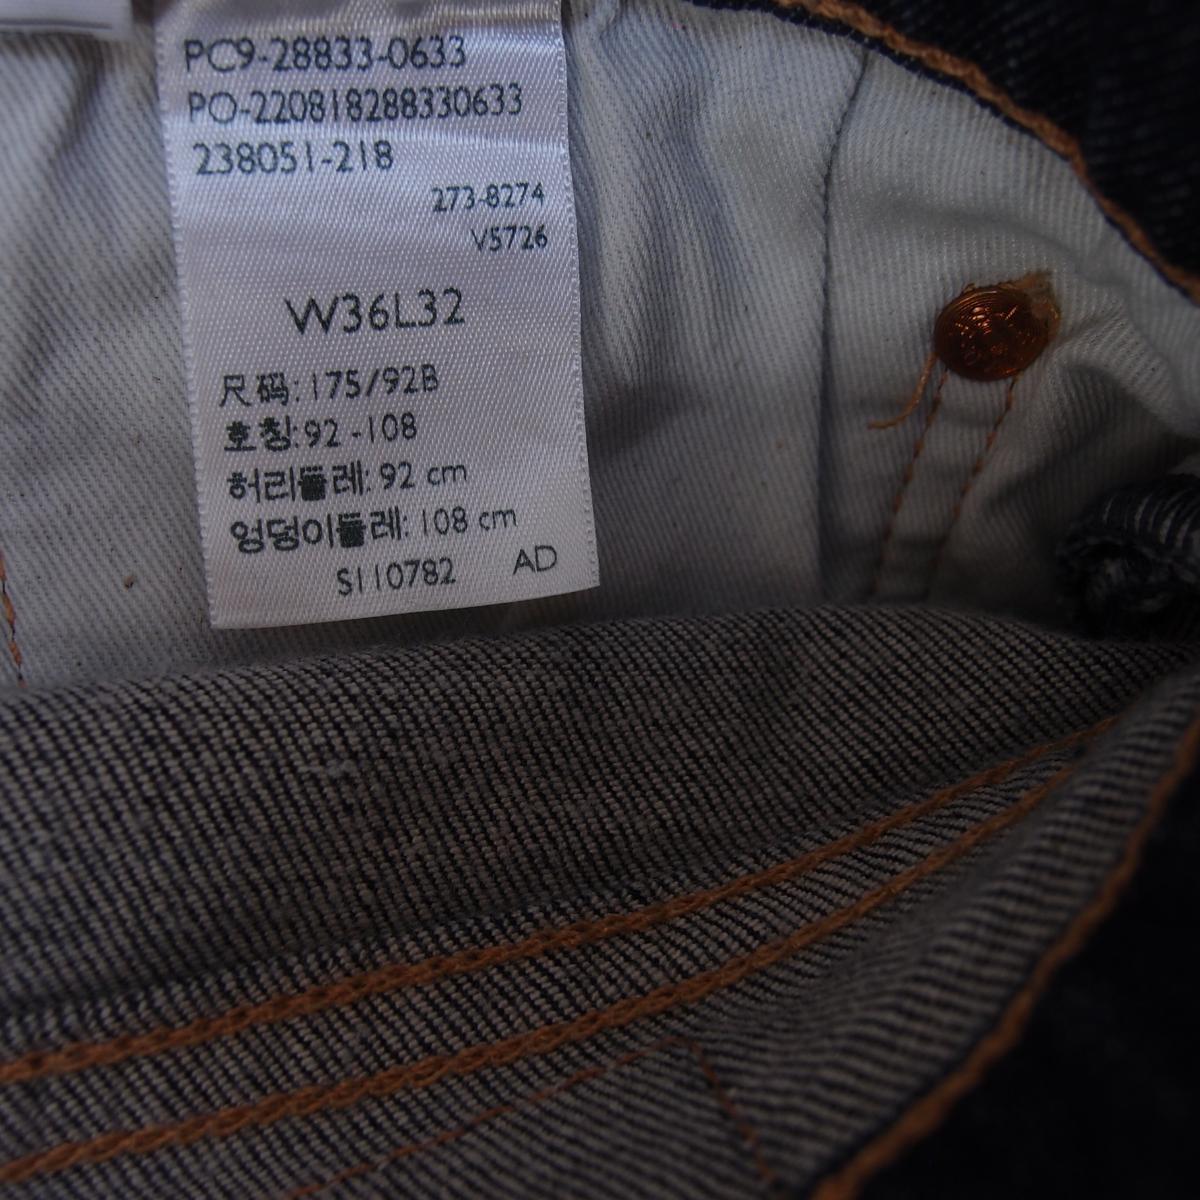 PC9-28833-0633
PO-220818288330633
238051-218
273-8274
V5726
W36L32
尺码: 175/92B
호칭: 92 -108
허리둘레: 92 cm
엉덩이둘레: 108 cm
S110782 AD